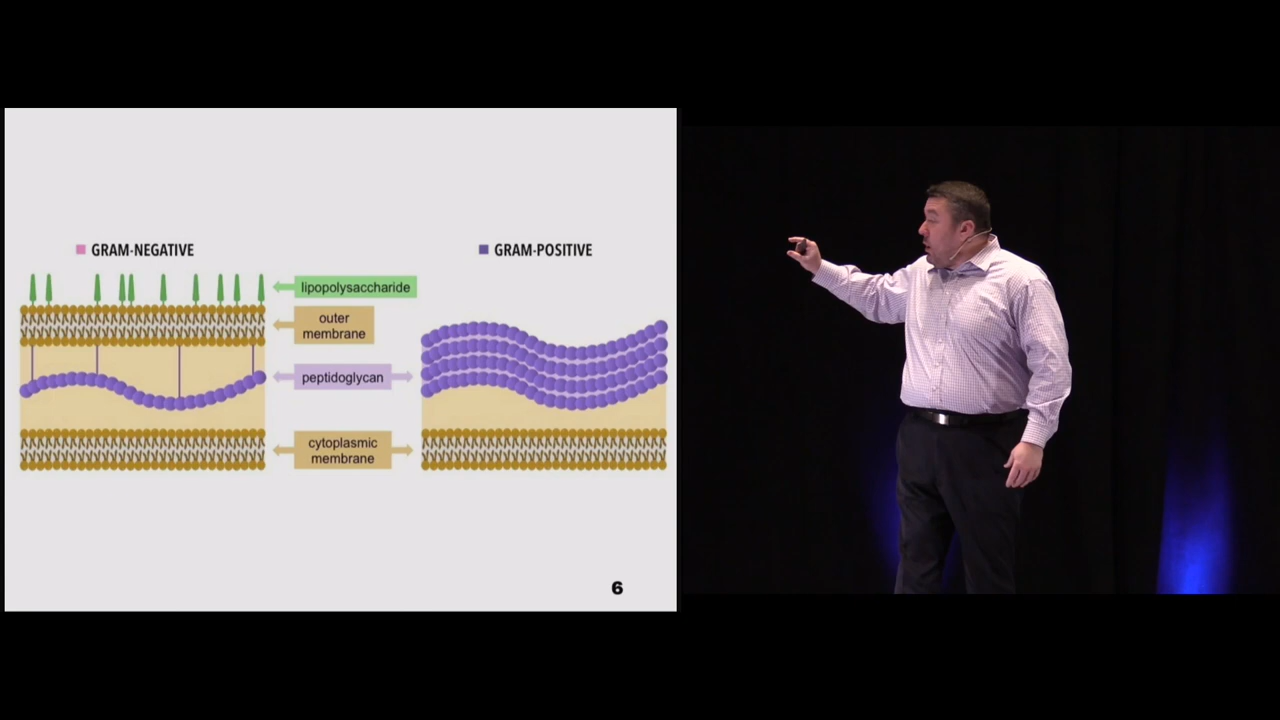 GRAM-NEGATIVE
GRAM-POSITIVE
lipopolysaccharide
outer
membrane
peptidoglycan
cytoplasmic
membrane
6